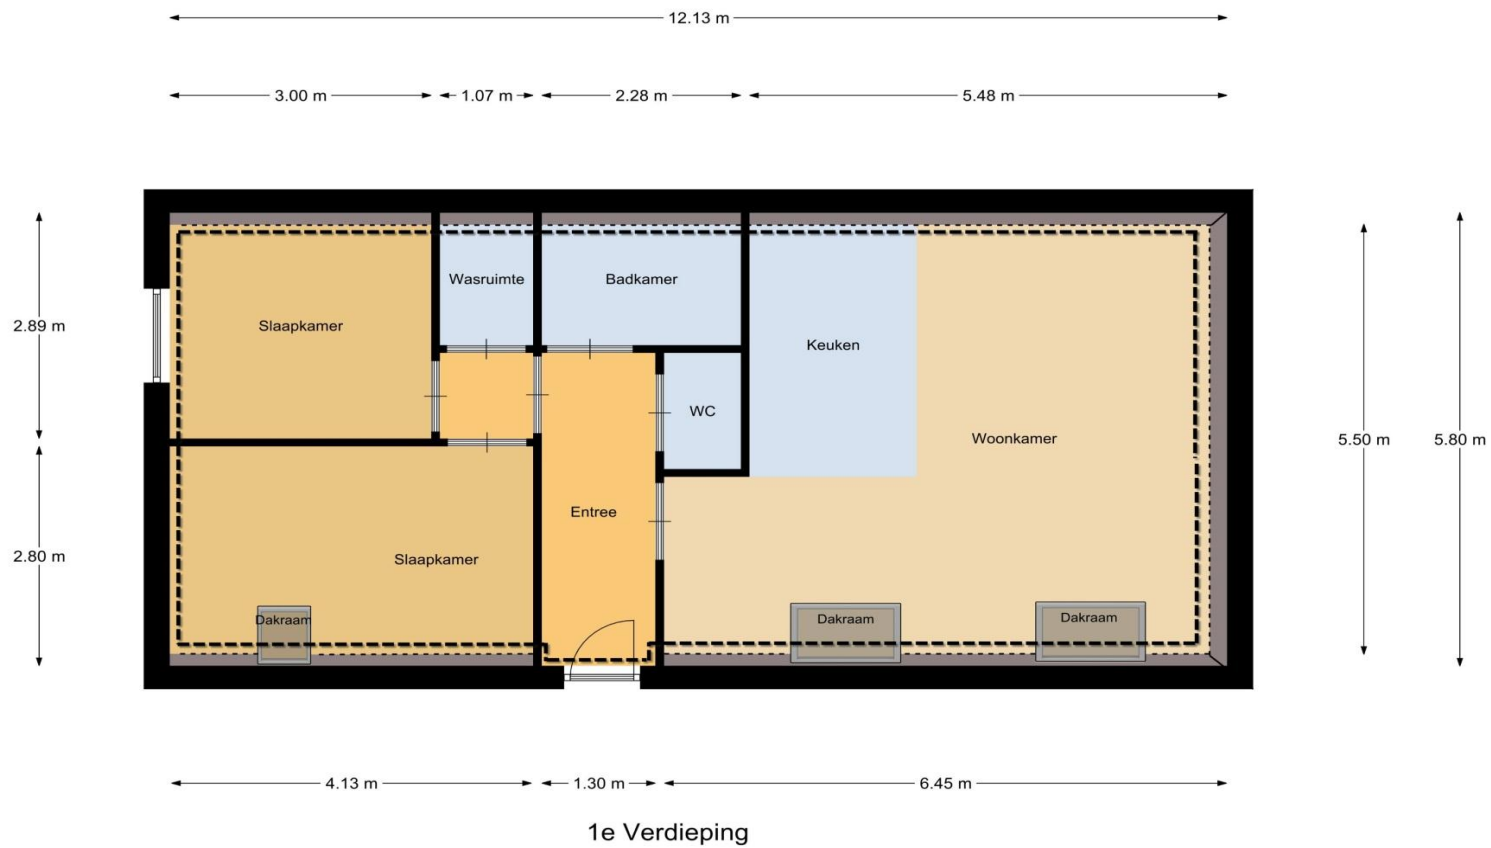 12.13 m
3.00 m 1.07 m 2.28 m 5.48 m
Wasruimte Badkamer
2.89 m Slaapkamer
Keuken
WC
Woonkamer 5.50 m 5.80 m
Entree
2.80 m Slaapkamer
Dakraam Dakraam Dakraam
4.13 m 1.30 m 6.45 m
1e Verdieping